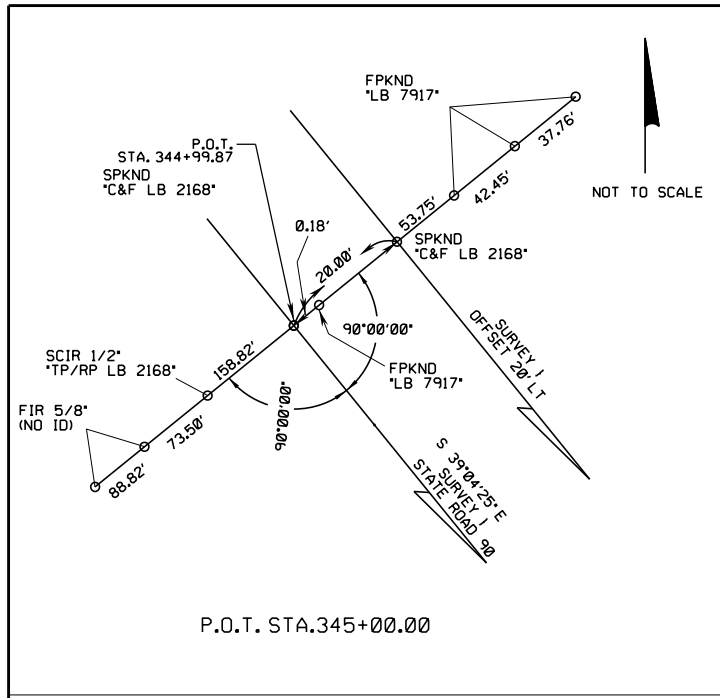 FPKND
"LB 7917"
37.76'
P.O.T.
STA. 344+99.87
SPKND
"C&F LB 2168"
42.45'
NOT TO SCALE
0.18'
53.75'
SPKND
"C&F LB 2168"
20.00'
90°00'00"
SURVEY 1
OFFSET 20' LT
SCIR 1/2"
"TP/RP LB 2168"
158.82'
FPKND
"LB 7917"
90°00'00"
FIR 5/8"
(NO ID)
73.50'
88.82'
S 39°04'25" E
SURVEY 1
STATE ROAD 90
P.O.T. STA.345+00.00